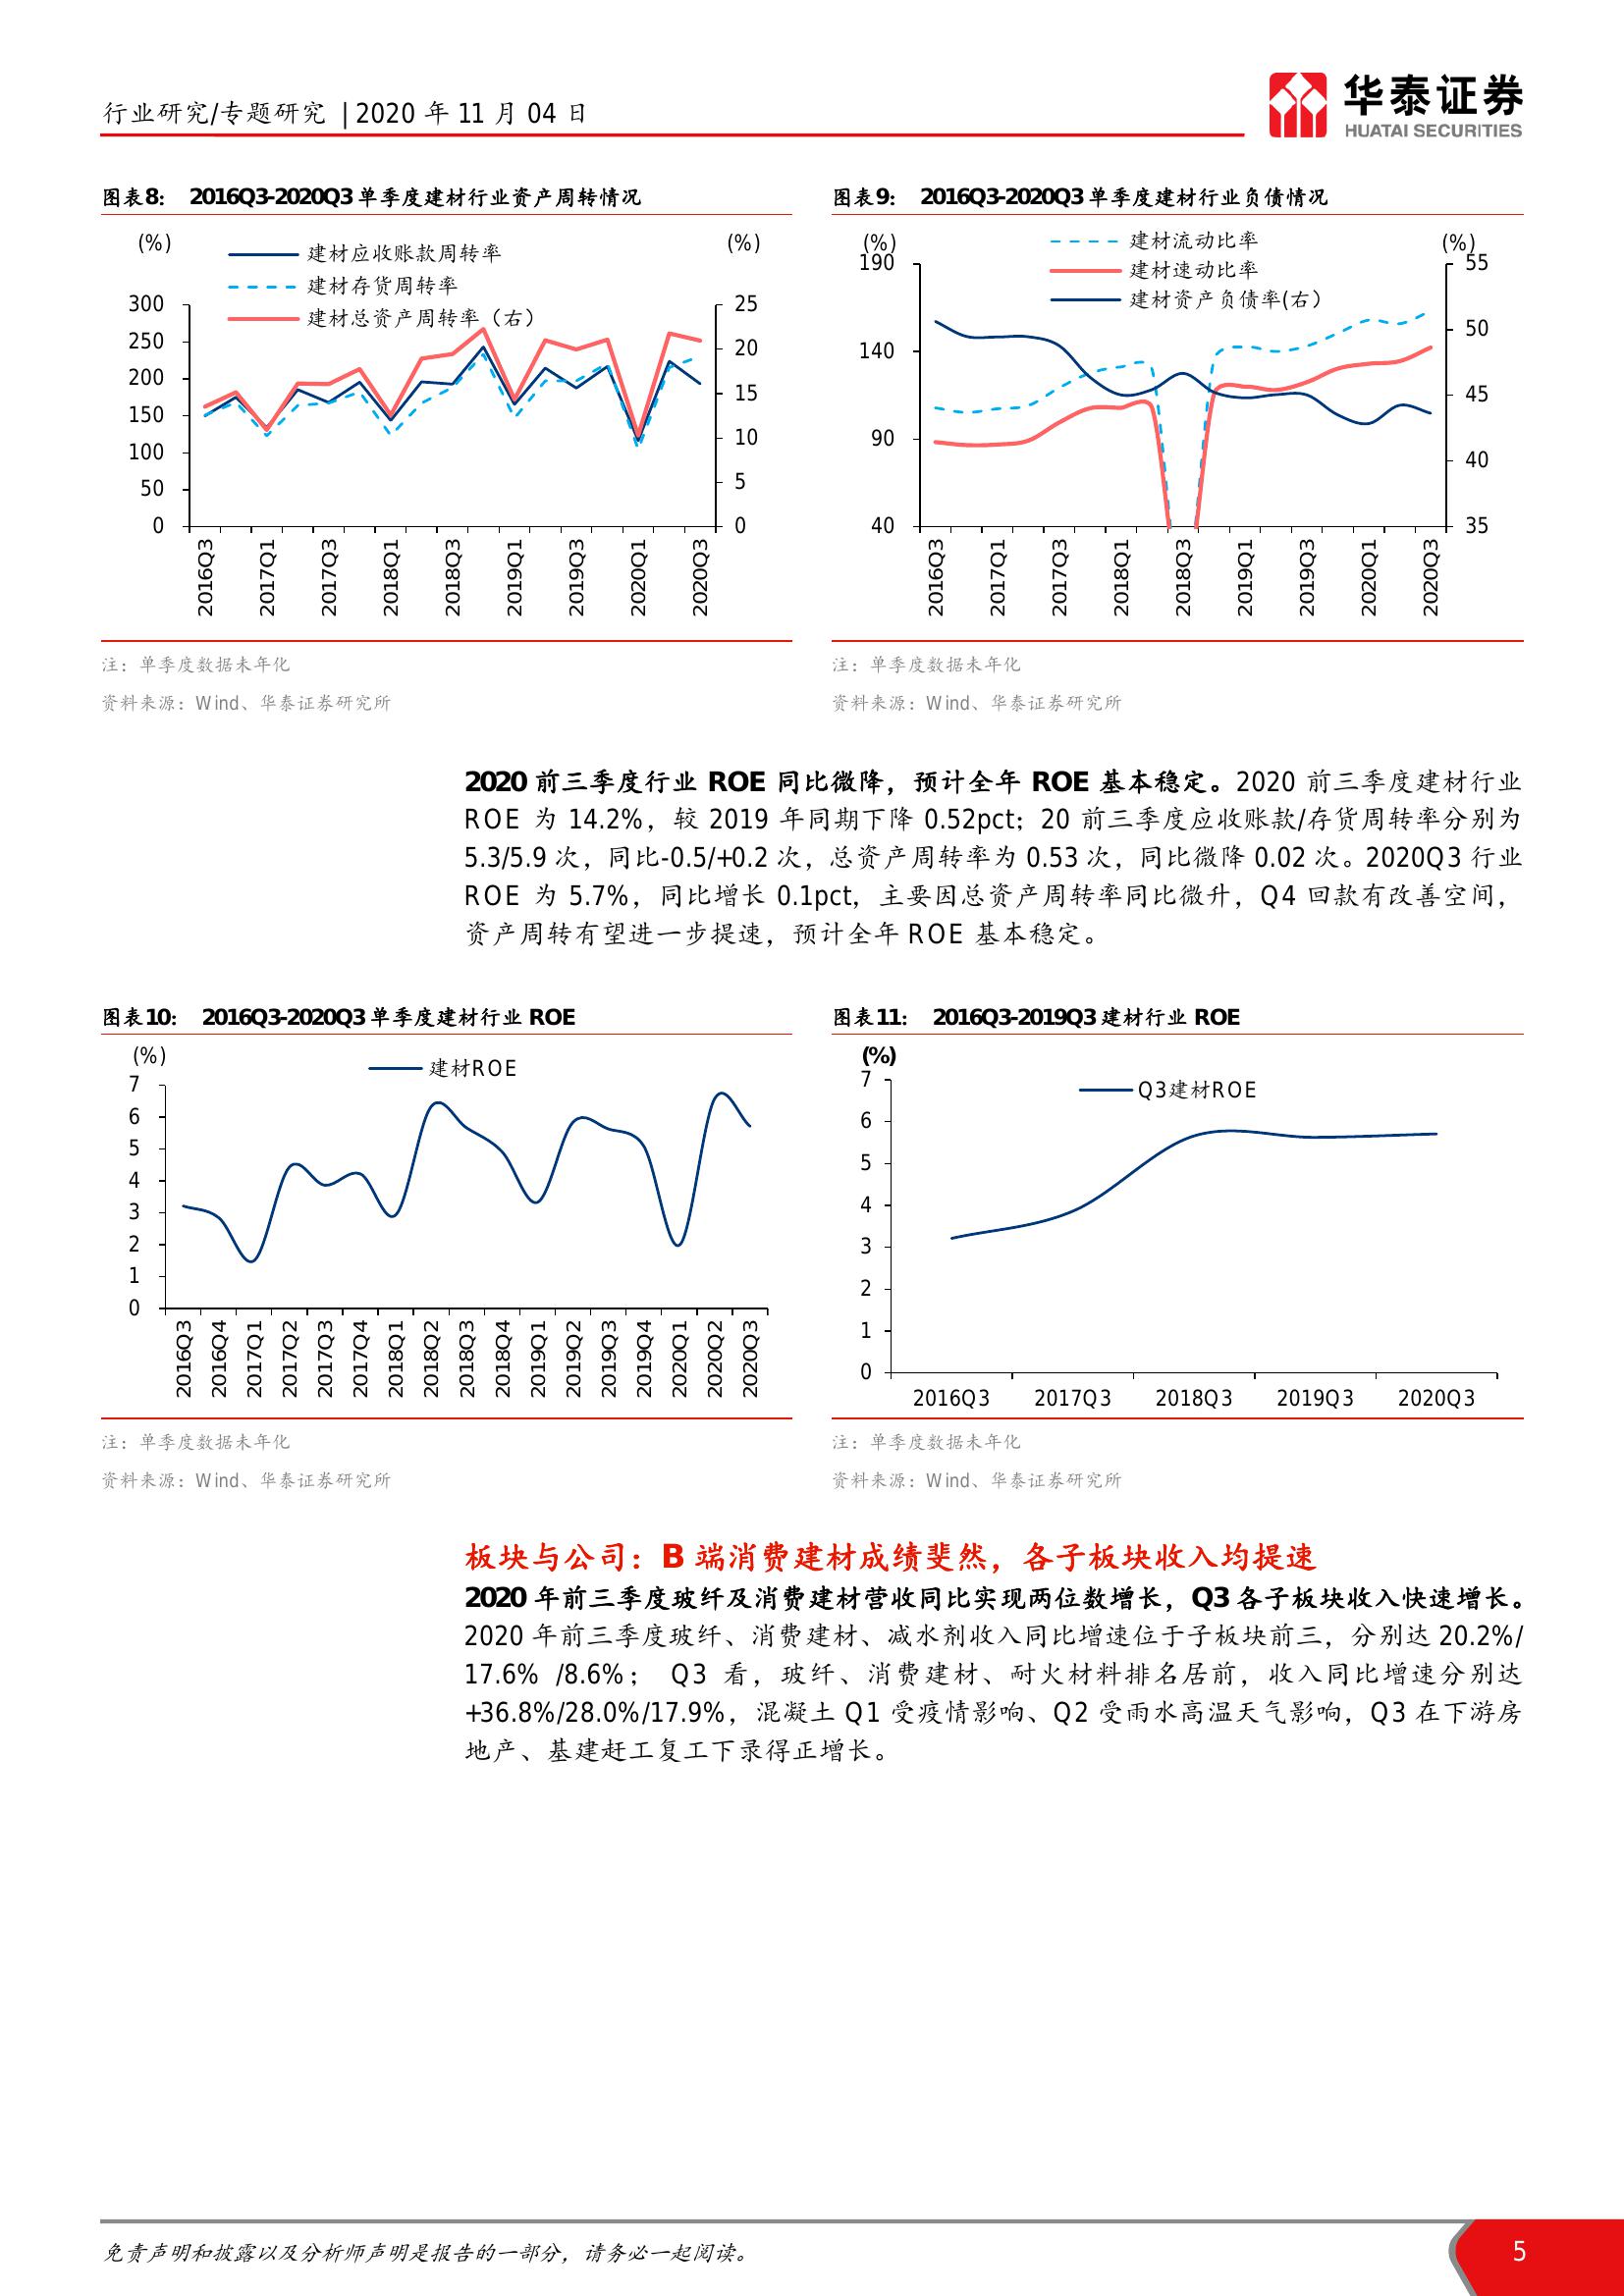 行业研究/专题研究 | 2020 年 11 月 04 日
华泰证券
HUATAI SECURITIES
图表8： 2016Q3-2020Q3 单季度建材行业资产周转情况
(%)
(%)
建材应收账款周转率
建材存货周转率
建材总资产周转率（右）
300
250
200
150
100
50
0
25
20
15
10
5
0
2016Q3
2017Q1
2017Q3
2018Q1
2018Q3
2019Q1
2019Q3
2020Q1
2020Q3
注：单季度数据未年化
资料来源：Wind、华泰证券研究所
图表9： 2016Q3-2020Q3 单季度建材行业负债情况
(%)
(%)
建材流动比率
建材速动比率
建材资产负债率(右）
190
140
90
40
55
50
45
40
35
2016Q3
2017Q1
2017Q3
2018Q1
2018Q3
2019Q1
2019Q3
2020Q1
2020Q3
注：单季度数据未年化
资料来源：Wind、华泰证券研究所
2020 前三季度行业 ROE 同比微降，预计全年 ROE 基本稳定。2020 前三季度建材行业
ROE 为 14.2%，较 2019 年同期下降 0.52pct；20 前三季度应收账款/存货周转率分别为
5.3/5.9 次，同比-0.5/+0.2 次，总资产周转率为 0.53 次，同比微降 0.02 次。2020Q3 行业
ROE 为 5.7%，同比增长 0.1pct，主要因总资产周转率同比微升，Q4 回款有改善空间，
资产周转有望进一步提速，预计全年 ROE 基本稳定。
图表10： 2016Q3-2020Q3 单季度建材行业 ROE
(%)
建材ROE
7
6
5
4
3
2
1
0
2016Q3
2016Q4
2017Q1
2017Q2
2017Q3
2017Q4
2018Q1
2018Q2
2018Q3
2018Q4
2019Q1
2019Q2
2019Q3
2019Q4
2020Q1
2020Q2
2020Q3
注：单季度数据未年化
资料来源：Wind、华泰证券研究所
图表11： 2016Q3-2019Q3 建材行业 ROE
(%)
Q3建材ROE
7
6
5
4
3
2
1
0
2016Q3
2017Q3
2018Q3
2019Q3
2020Q3
注：单季度数据未年化
资料来源：Wind、华泰证券研究所
板块与公司：B 端消费建材成绩斐然，各子板块收入均提速
2020 年前三季度玻纤及消费建材营收同比实现两位数增长，Q3 各子板块收入快速增长。
2020 年前三季度玻纤、消费建材、减水剂收入同比增速位于子板块前三，分别达 20.2%/
17.6% /8.6%； Q3 看，玻纤、消费建材、耐火材料排名居前，收入同比增速分别达
+36.8%/28.0%/17.9%，混凝土 Q1 受疫情影响、Q2 受雨水高温天气影响，Q3 在下游房
地产、基建赶工复工下录得正增长。
免责声明和披露以及分析师声明是报告的一部分，请务必一起阅读。
5